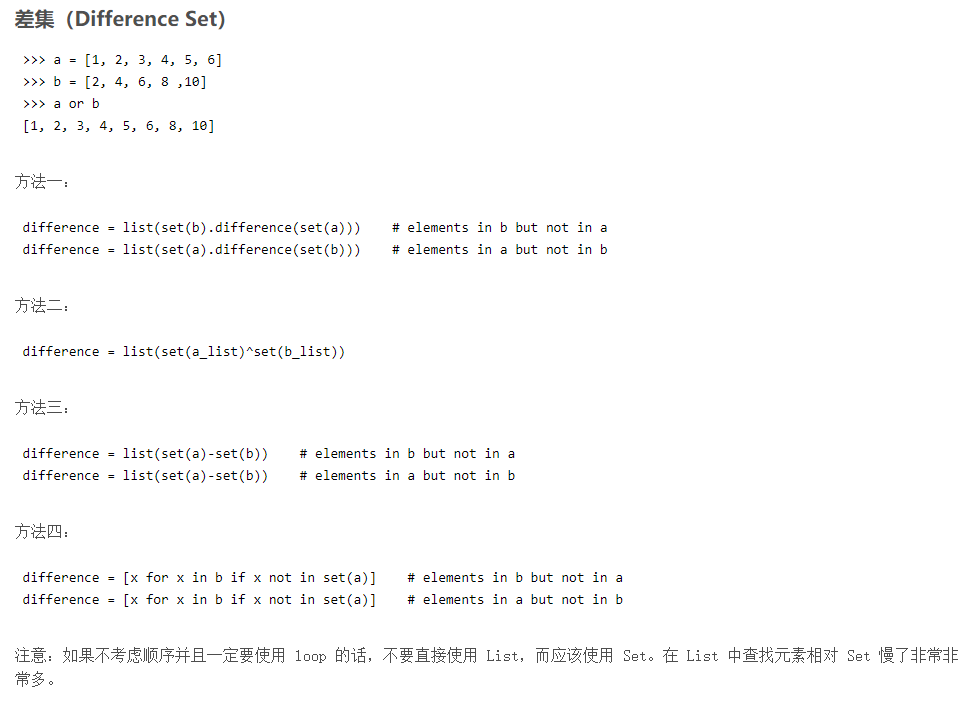 差集（Difference Set）
>>> a = [1, 2, 3, 4, 5, 6]
>>> b = [2, 4, 6, 8 ,10]
>>> a or b
[1, 2, 3, 4, 5, 6, 8, 10]
方法一：
difference = list(set(b).difference(set(a)))    # elements in b but not in a
difference = list(set(a).difference(set(b)))    # elements in a but not in b
方法二：
difference = list(set(a_list)^set(b_list))
方法三：
difference = list(set(a)-set(b))    # elements in b but not in a
difference = list(set(a)-set(b))    # elements in a but not in b
方法四：
difference = [x for x in b if x not in set(a)]    # elements in b but not in a
difference = [x for x in b if x not in set(a)]    # elements in a but not in b
注意：如果不考虑顺序并且一定要使用 loop 的话，不要直接使用 List，而应该使用 Set。在 List 中查找元素相对 Set 慢了非常非
常多。